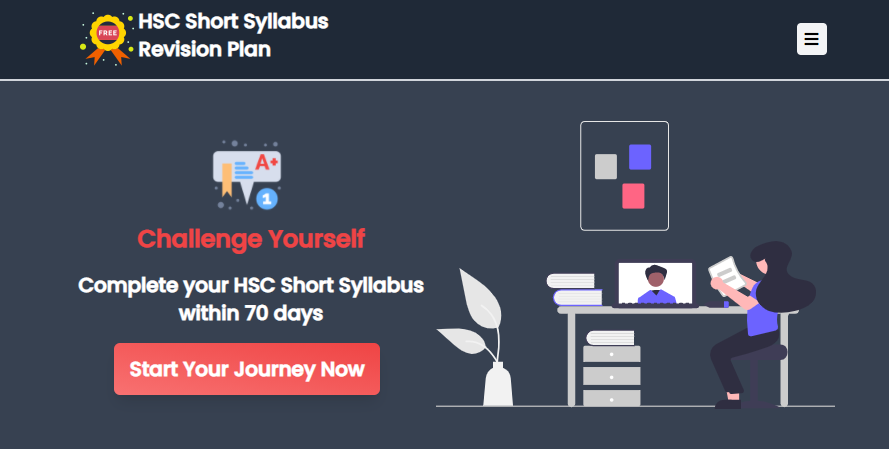 FREE
HSC Short Syllabus
Revision Plan
A+
1
Challenge Yourself
Complete your HSC Short Syllabus
within 70 days
Start Your Journey Now